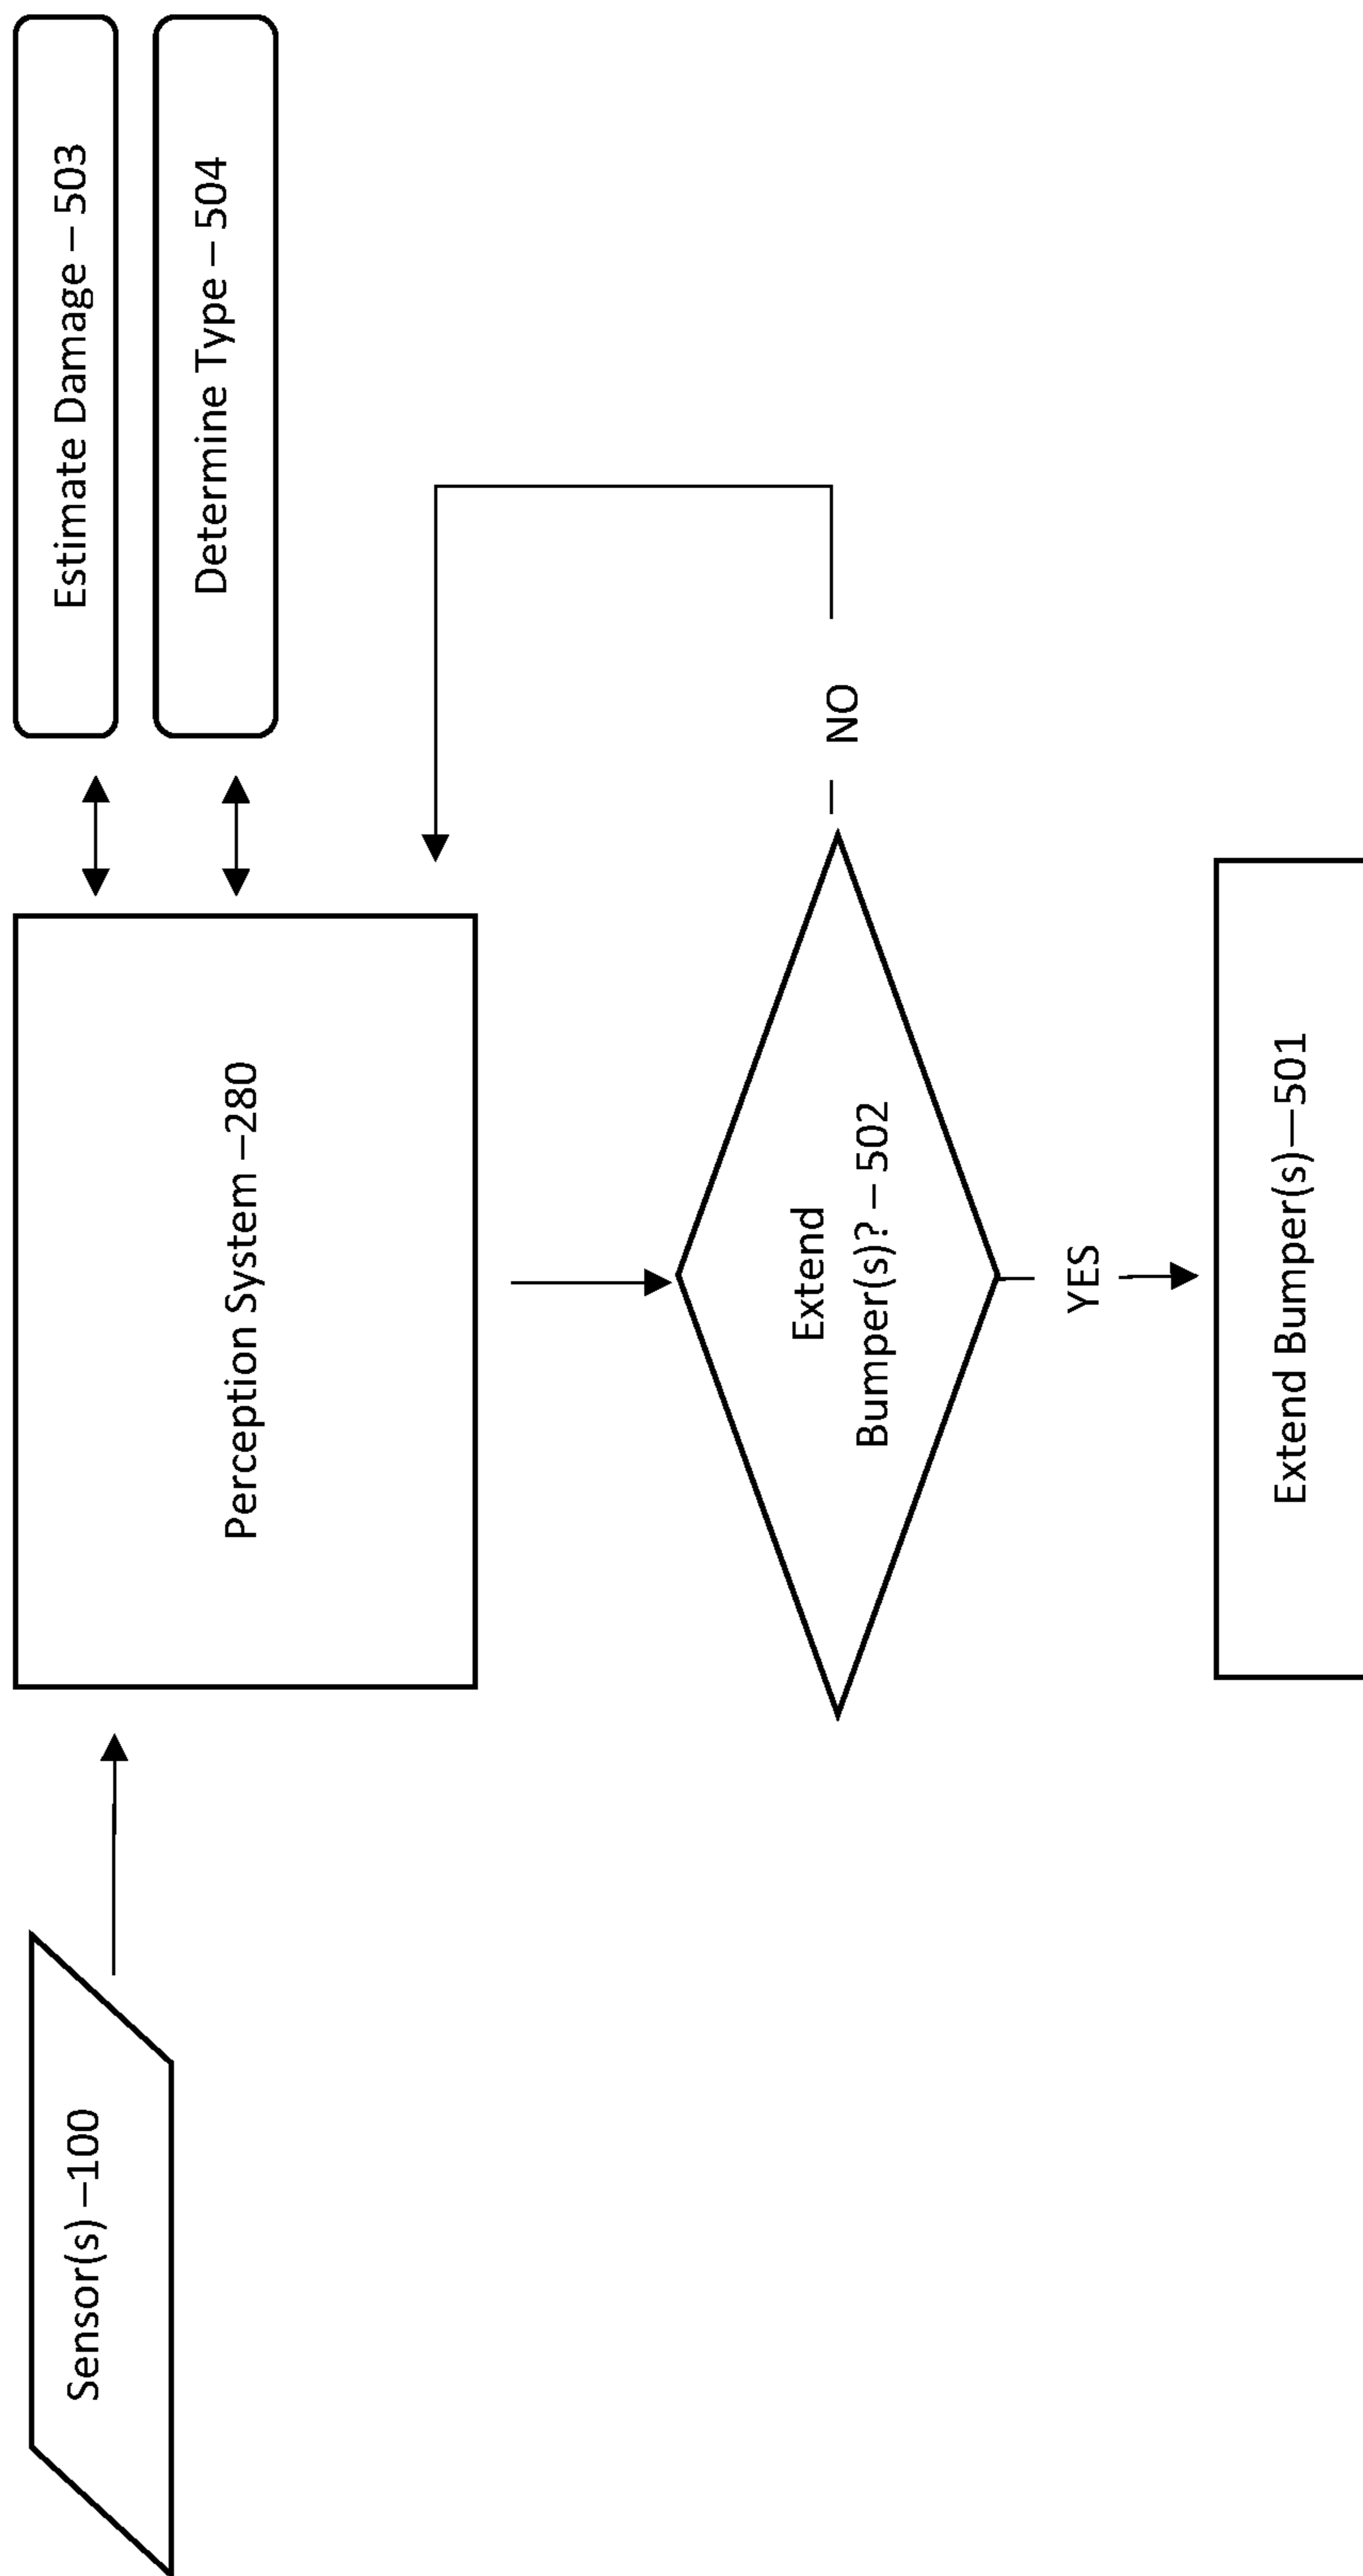 Sensor(s) –100
Perception System –280
Estimate Damage – 503
Determine Type – 504
Extend
Bumper(s)? – 502
NO
YES
Extend Bumper(s)—501